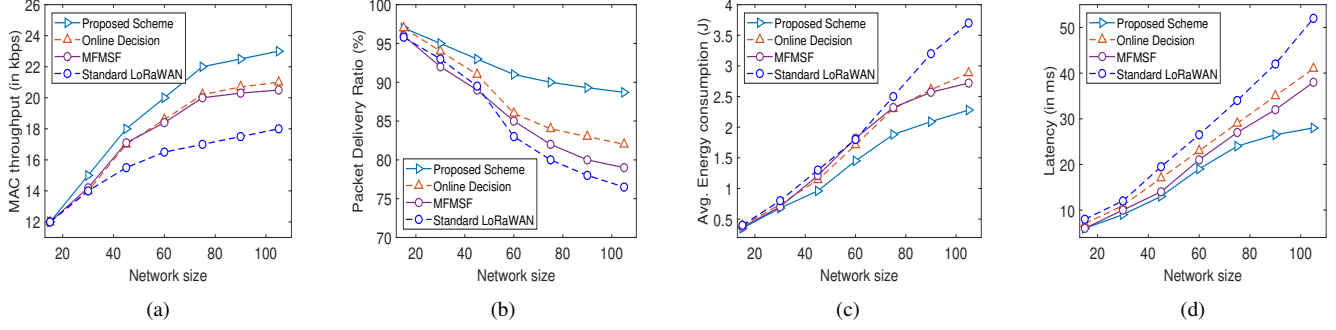 26
24
22
20
18
16
14
12
MAC throughput (in kbps)
Proposed Scheme
Online Decision
MFMSF
Standard LoRaWAN
20
40
60
80
100
Network size
(a)
100
95
90
85
80
75
70
Packet Delivery Ratio (%)
Proposed Scheme
Online Decision
MFMSF
Standard LoRaWAN
20
40
60
80
100
Network size
(b)
4
3.5
3
2.5
2
1.5
1
0.5
Avg. Energy consumption (J)
Proposed Scheme
Online Decision
MFMSF
Standard LoRaWAN
20
40
60
80
100
Network size
(c)
50
40
30
20
10
Latency (in ms)
Proposed Scheme
Online Decision
MFMSF
Standard LoRaWAN
20
40
60
80
100
Network size
(d)